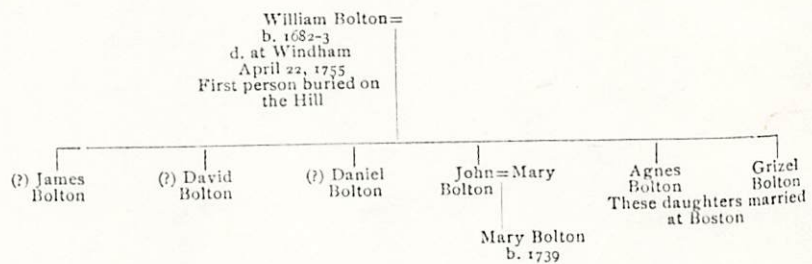 William Bolton=
b. 1682-3
d. at Windham
April 22, 1755
First person buried on
the Hill
(?) James
Bolton
(?) David
Bolton
(?) Daniel
Bolton
John=Mary
Bolton
Agnes
Bolton
Grizel
Bolton
These daughters married
at Boston
Mary Bolton
b. 1739